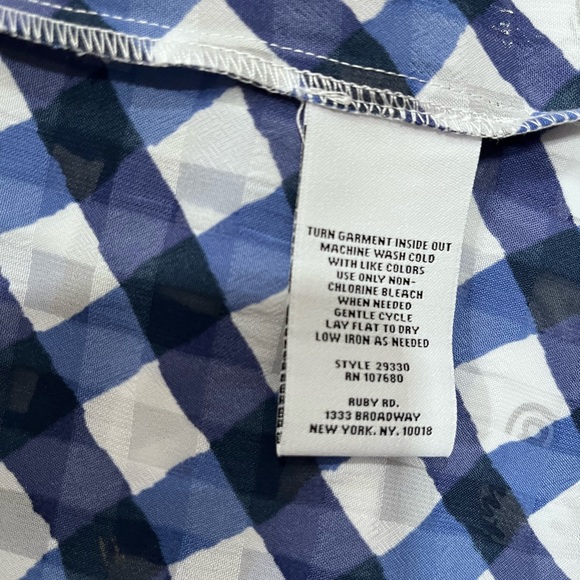 TURN GARMENT INSIDE OUT
MACHINE WASH COLD
WITH LIKE COLORS
USE ONLY NON-
CHLORINE BLEACH
WHEN NEEDED
GENTLE CYCLE
LAY FLAT TO DRY
LOW IRON AS NEEDED
STYLE 29330
RN 107680
RUBY RD.
1333 BROADWAY
NEW YORK. NY. 10018